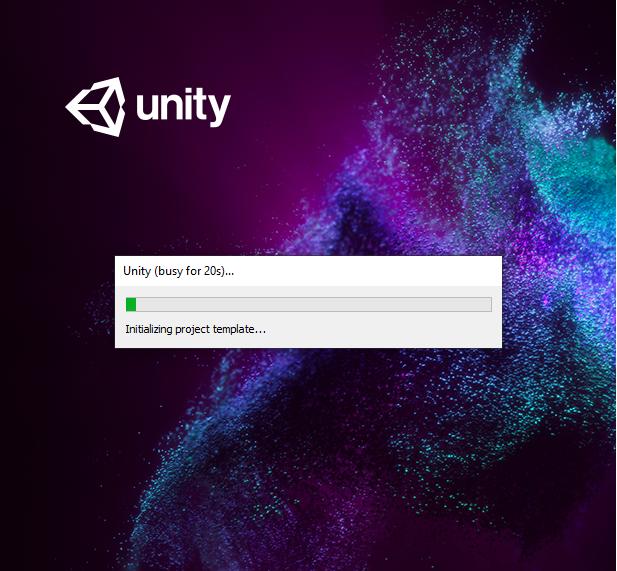 unity
Unity (busy for 20s)...
Initializing project template...